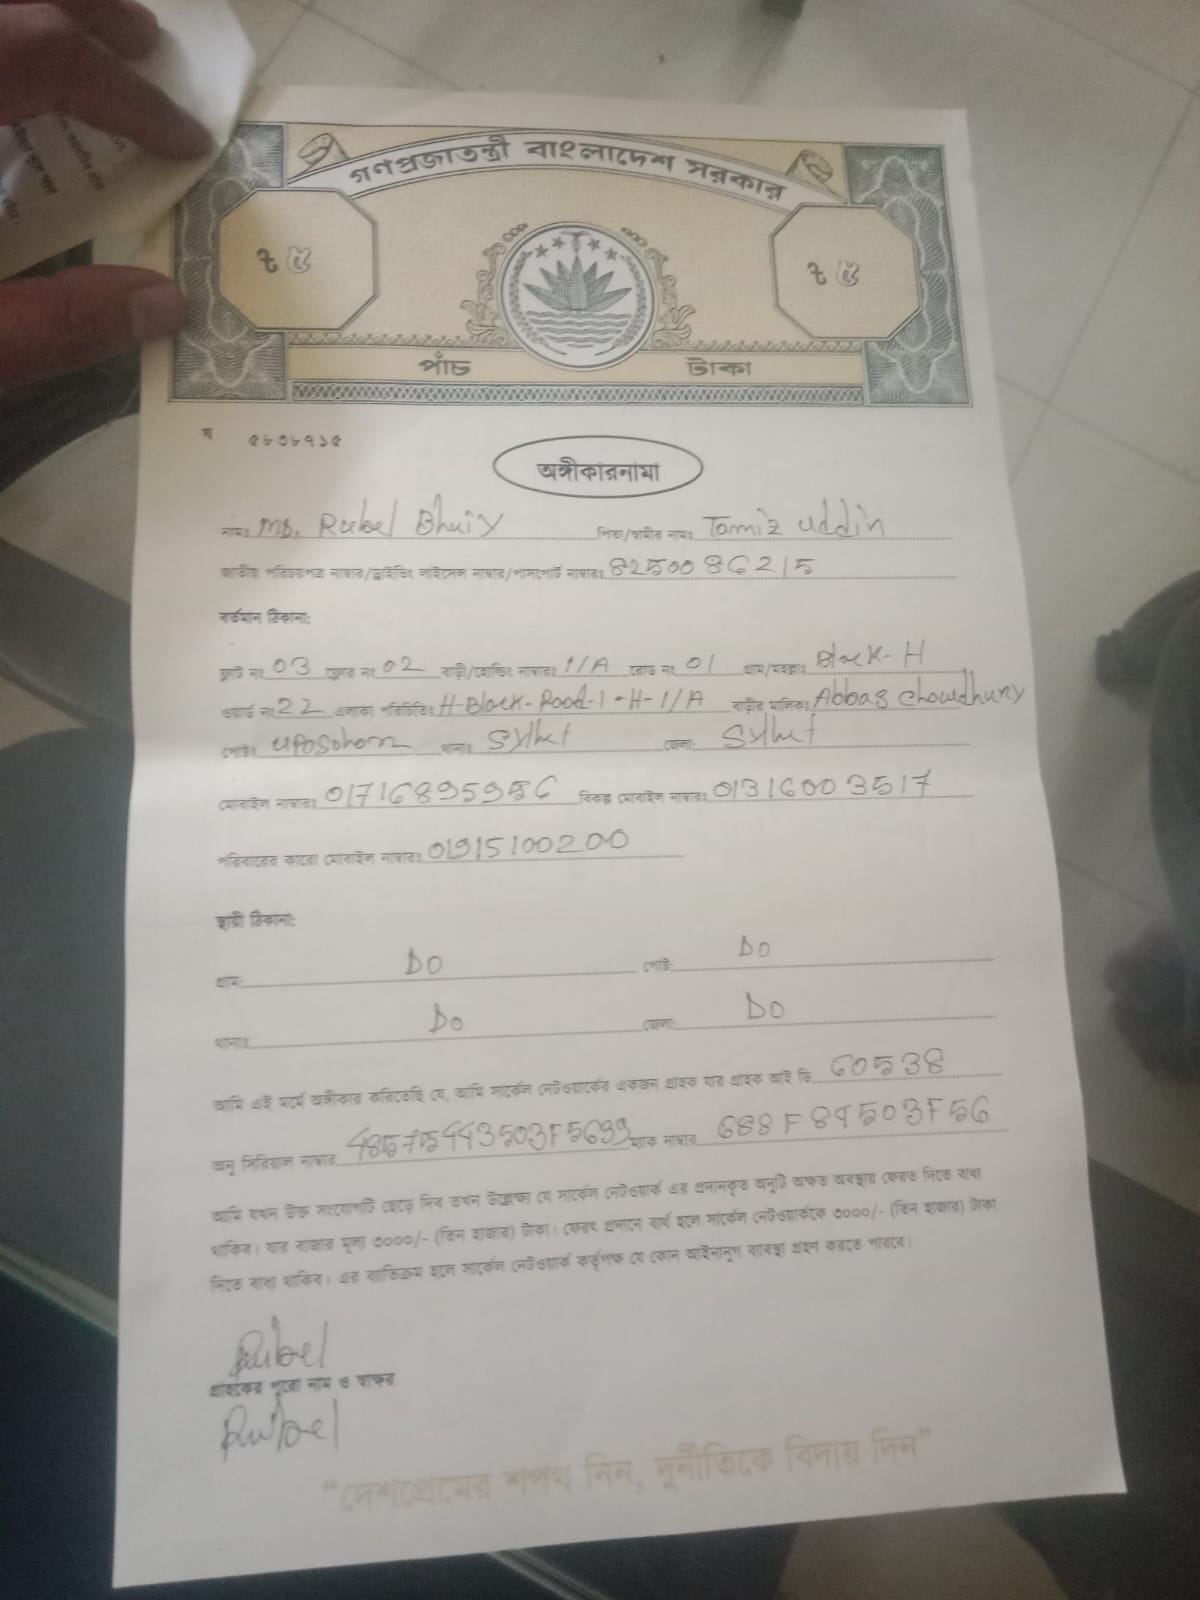 গণপ্রজাতন্ত্রী বাংলাদেশ সরকার
৳ ৫ ৳ ৫
পাঁচ টাকা
ম ৫৮৩৮৭১৫
অঙ্গীকারনামা
নামঃ MD. Rubel Bhuiy পিতা/স্বামীর নামঃ Tomiz uddin
জাতীয় পরিচয়পত্র নাম্বার/ড্রাইভিং লাইসেন্স নাম্বার/পাসপোর্ট নাম্বারঃ 8250086215
বর্তমান ঠিকানা:
ফ্লাট নং 03 ফ্লোর নং 02 বাড়ী/হোল্ডিং নাম্বারঃ 1/A রোড নং 01 গ্রাম/মহল্লাঃ Block-H
ওয়ার্ড নং 22 এলাকা পরিচিতিঃ H-Block-Road-1-H-1/A বাড়ীর মালিকঃ Abbas Chowdhury
পোষ্টঃ uposohom থানাঃ Sylhet জেলা: Sylhet
মোবাইল নাম্বারঃ 01716895956 বিকল্প মোবাইল নাম্বারঃ 01316003517
পরিবারের কারো মোবাইল নাম্বারঃ 01915100200
স্থায়ী ঠিকানা:
গ্রাম: DO পোষ্ট: DO
থানাঃ DO জেলা: DO
আমি এই মর্মে অঙ্গীকার করিতেছি যে, আমি সার্কেল নেটওয়ার্কের একজন গ্রাহক যার গ্রাহক আই ডি 60538
অনু সিরিয়াল নাম্বার 48575443503F5639 ম্যাক নাম্বার 688F84503F56
আমি যখন উক্ত সংযোগটি ছেড়ে দিব তখন উল্লেক্ষ্য যে সার্কেল নেটওয়ার্ক এর প্রদানকৃত অনুটি অক্ষত অবস্থায় ফেরত দিতে বাধ্য
থাকিব। যার বাজার মূল্য ৩০০০/- (তিন হাজার) টাকা। ফেরৎ প্রদানে ব্যর্থ হলে সার্কেল নেটওয়ার্ককে ৩০০০/- (তিন হাজার) টাকা
দিতে বাধ্য থাকিব। এর ব্যতিক্রম হলে সার্কেল নেটওয়ার্ক কর্তৃপক্ষ যে কোন আইনানুগ ব্যবস্থা গ্রহণ করতে পারবে।
Rubel
গ্রাহকের পুরো নাম ও স্বাক্ষর
Rubel
"দেশপ্রেমের শপথ নিন, দুর্নীতিকে বিদায় দিন"